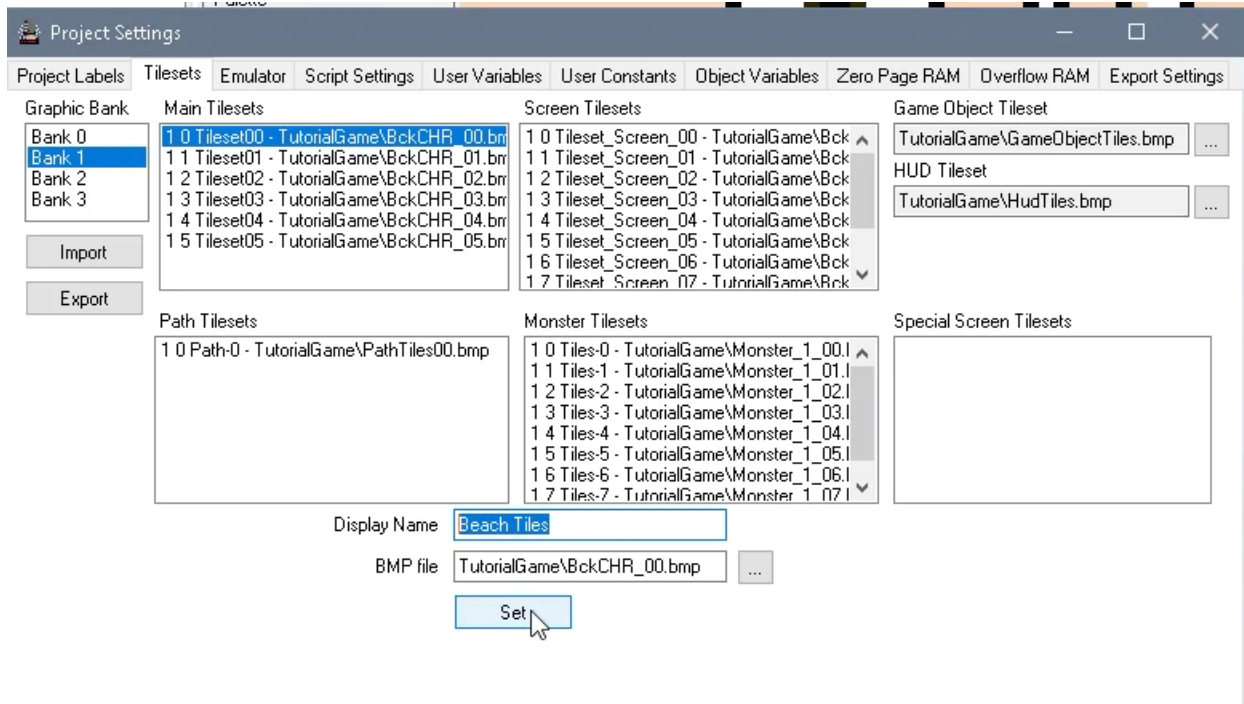 Palette
Project Settings
Project Labels Tilesets Emulator Script Settings User Variables User Constants Object Variables Zero Page RAM Overflow RAM Export Settings
Graphic Bank
Bank 0
Bank 1
Bank 2
Bank 3
Import
Export
Main Tilesets
1 0 Tileset00 - TutorialGame\BckCHR_00.bm
1 1 Tileset01 - TutorialGame\BckCHR_01.bm
1 2 Tileset02 - TutorialGame\BckCHR_02.bm
1 3 Tileset03 - TutorialGame\BckCHR_03.bm
1 4 Tileset04 - TutorialGame\BckCHR_04.bm
1 5 Tileset05 - TutorialGame\BckCHR_05.bm
Screen Tilesets
1 0 Tileset_Screen_00 - TutorialGame\Bck
1 1 Tileset_Screen_01 - TutorialGame\Bck
1 2 Tileset_Screen_02 - TutorialGame\Bck
1 3 Tileset_Screen_03 - TutorialGame\Bck
1 4 Tileset_Screen_04 - TutorialGame\Bck
1 5 Tileset_Screen_05 - TutorialGame\Bck
1 6 Tileset_Screen_06 - TutorialGame\Bck
1 7 Tileset_Screen_07 - TutorialGame\Bck
Game Object Tileset
TutorialGame\GameObjectTiles.bmp ...
HUD Tileset
TutorialGame\HudTiles.bmp ...
Path Tilesets
1 0 Path-0 - TutorialGame\PathTiles00.bmp
Monster Tilesets
1 0 Tiles-0 - TutorialGame\Monster_1_00.
1 1 Tiles-1 - TutorialGame\Monster_1_01.
1 2 Tiles-2 - TutorialGame\Monster_1_02.
1 3 Tiles-3 - TutorialGame\Monster_1_03.
1 4 Tiles-4 - TutorialGame\Monster_1_04.
1 5 Tiles-5 - TutorialGame\Monster_1_05.
1 6 Tiles-6 - TutorialGame\Monster_1_06.
1 7 Tiles-7 - TutorialGame\Monster_1_07.
Special Screen Tilesets
Display Name Beach Tiles
BMP file TutorialGame\BckCHR_00.bmp ...
Set